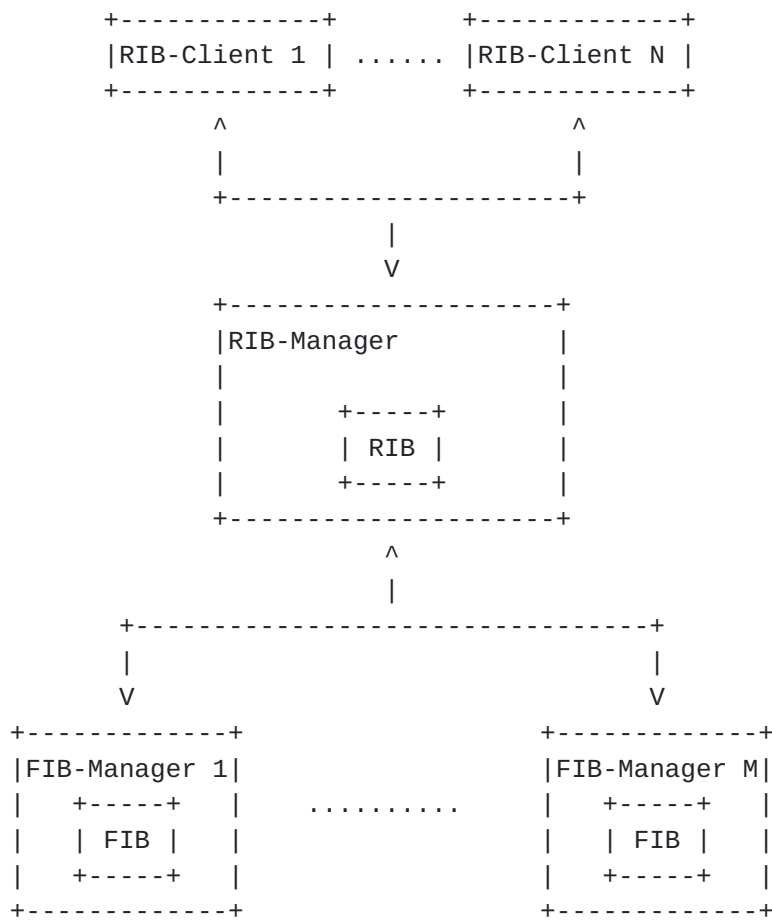 RIB-Client 1 ...... RIB-Client N
RIB-Manager
RIB
FIB-Manager 1 FIB-Manager M
..........
FIB FIB